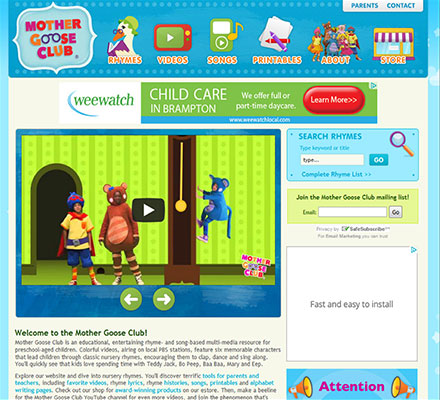 PARENTS CONTACT
MOTHER
GOOSE
CLUB
RHYMES VIDEOS SONGS PRINTABLES ABOUT STORE
weewatch
CHILD CARE
IN BRAMPTON
We offer full or
part-time daycare.
Learn More>>
www.weewatchlocal.com
SEARCH RHYMES
Type keyword or title
type...
GO
Complete Rhyme List >>
Join the Mother Goose Club mailing list!
Email:
Go
Privacy by SafeSubscribe
For Email Marketing you can trust
MOTHER
GOOSE
CLUB
Fast and easy to install
Welcome to the Mother Goose Club!
Mother Goose Club is an educational, entertaining rhyme- and song-based multi-media resource for
preschool-aged children. Colorful videos, airing on local PBS stations, feature six memorable characters
that lead children through classic nursery rhymes, encouraging them to clap, dance and sing along.
You'll quickly see that kids love spending time with Teddy Jack, Bo Peep, Baa Baa, Mary and Eep.
Explore our website and dive into nursery rhymes. You'll discover terrific tools for parents and
teachers, including favorite videos, rhyme lyrics, rhyme histories, songs, printables and alphabet
writing pages. Check out our shop for award-winning products on our estore. Then, make a beeline
for the Mother Goose Club YouTube channel for even more videos, and join the phenomenon that's
Attention